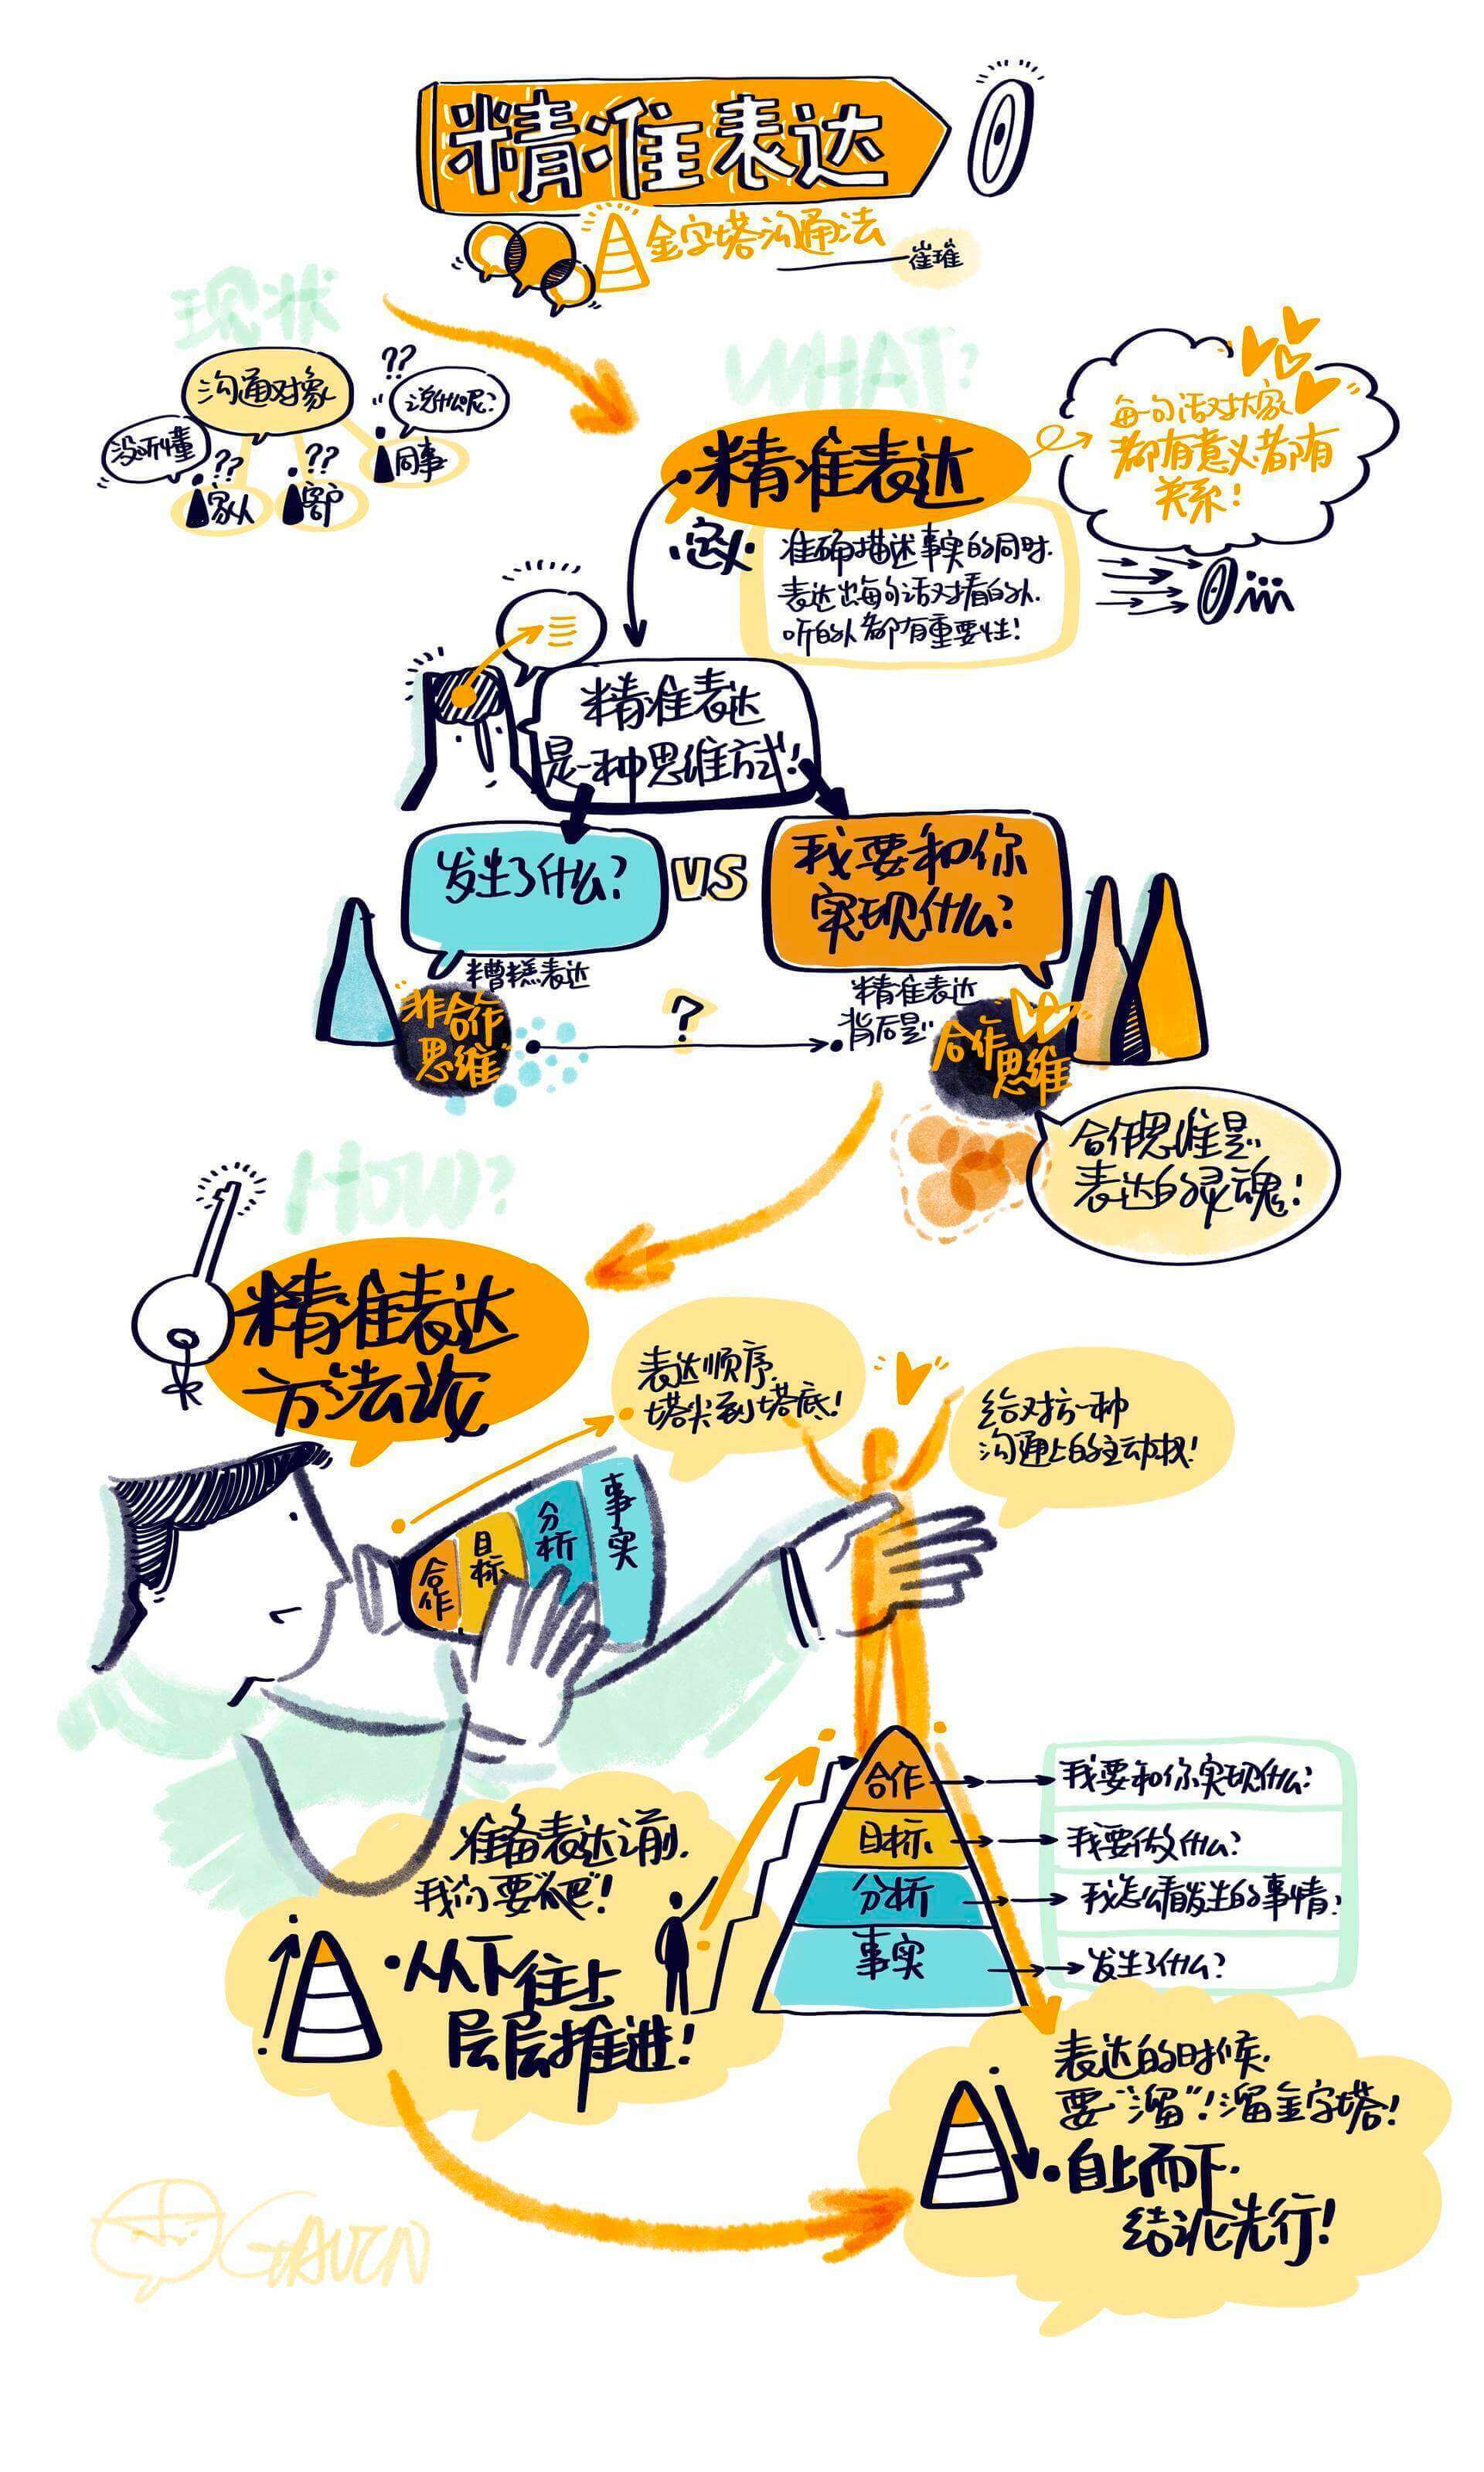 精准表达
金字塔沟通法
崔璀
现状
沟通对象
没听懂
??
家人
??
客户
??
说什么呢?
同事
WHAT?
精准表达
·定义·
准确描述事实的同时.
表达出每句话对看的人.
听的人都有重要性!
每句话对大家
都有意义都有
关系!
精准表达
是一种思维方式!
发生了什么?
VS
我要和你
实现什么?
糟糕表达
"非合作
思维"
?
精准表达
背后是..
"合作
思维
合作思维是..
表达的灵魂!
HOW?
精准表达
方法论
表达顺序.
塔尖到塔底!
给对方一种
沟通上的主动权!
合作
目标
分析
事实
准备表达之前.
我们要"爬"!
·从下往上
层层推进!
合作
目标.
分析
事实
我要和你实现什么?
我要做什么?
我怎么看发生的事情?
发生了什么?
表达的时候.
要"溜"!溜金字塔!
·自上而下.
结论先行!
GAVIN